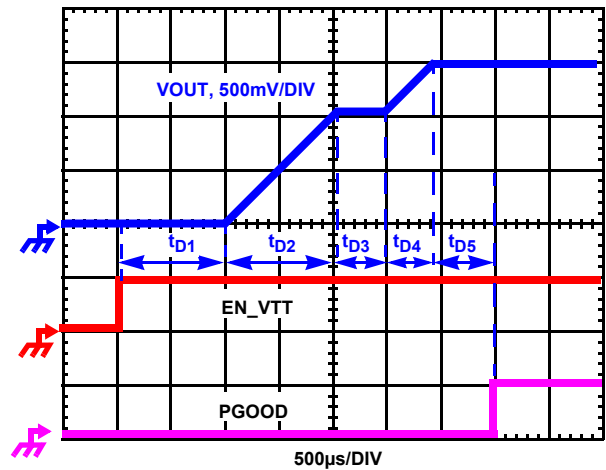 VOUT, 500mV/DIV
tD1 tD2 tD3 tD4 tD5
EN_VTT
PGOOD
500µs/DIV